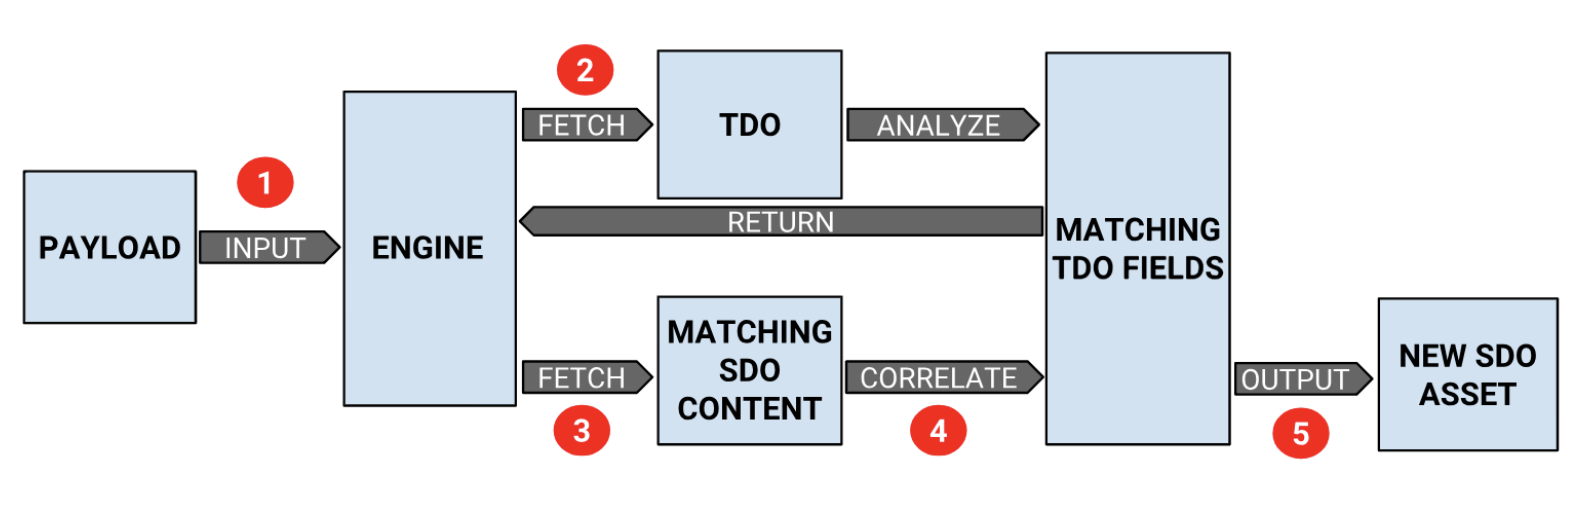 1
2
3
4
5
PAYLOAD
INPUT
ENGINE
FETCH
TDO
ANALYZE
RETURN
FETCH
MATCHING
SDO
CONTENT
CORRELATE
MATCHING
TDO FIELDS
OUTPUT
NEW SDO
ASSET